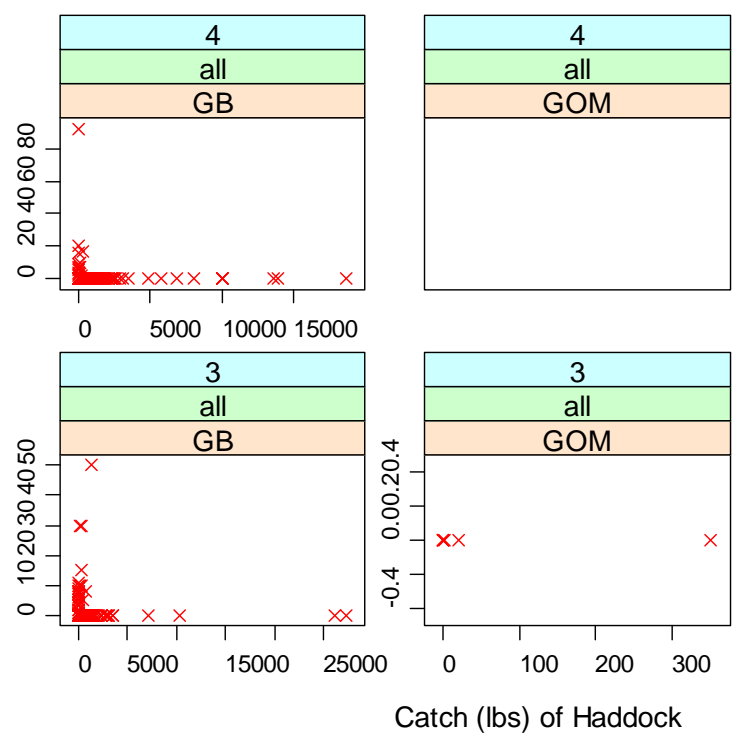 4
all
GB
0 20 40 60 80
0 5000 10000 15000
4
all
GOM
3
all
GB
0 10 20 30 40 50
0 5000 15000 25000
3
all
GOM
-0.4 0.0 0.2 0.4
0 100 200 300
Catch (lbs) of Haddock